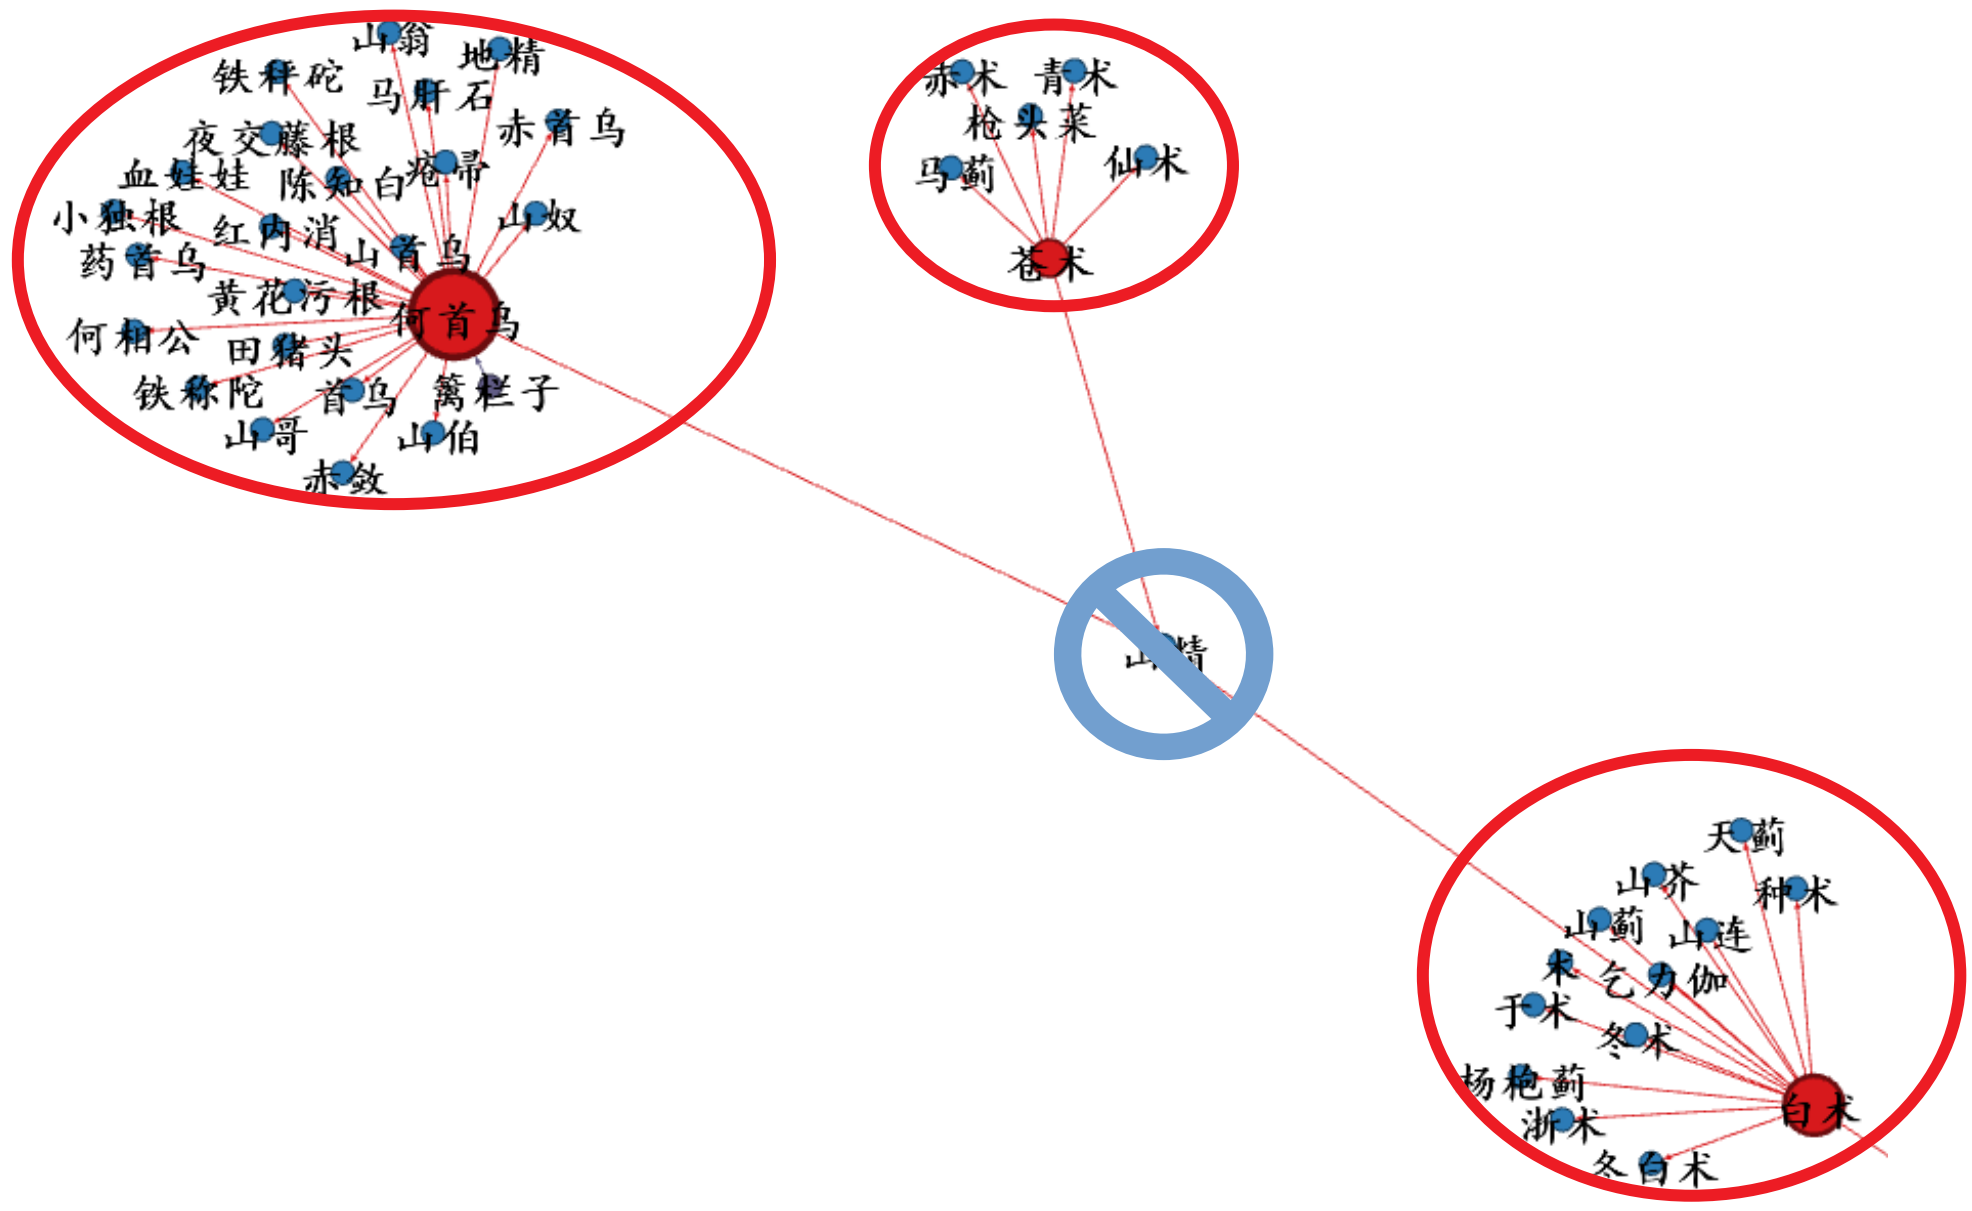 山翁
地精
铁秤砣
马肝石
赤首乌
夜交藤根
血娃娃
陈知白
疮帚
小独根
红内消
山奴
药首乌
山首乌
黄花污根
何首乌
何相公
田猪头
铁称陀
首乌
篱栏子
山哥
山伯
赤敛
赤术
青术
枪头菜
马蓟
仙术
苍术
山精
天蓟
山芥
种术
山蓟
山连
术
乞力伽
于术
冬术
杨枹蓟
浙术
白术
冬白术